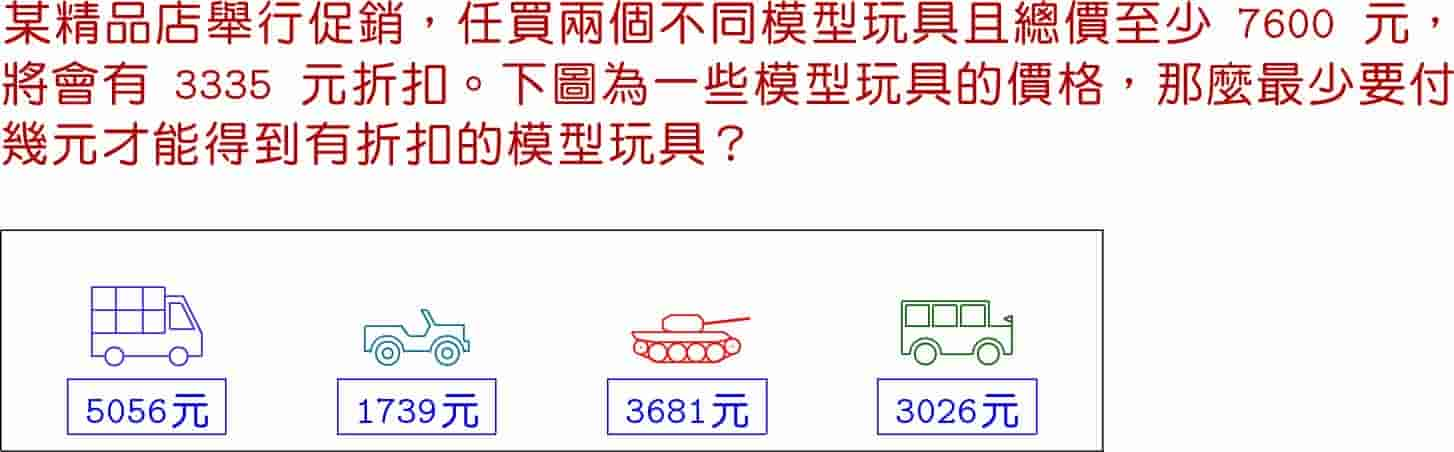 某精品店舉行促銷，任買兩個不同模型玩具且總價至少 7600 元，
將會有 3335 元折扣。下圖為一些模型玩具的價格，那麼最少要付
幾元才能得到有折扣的模型玩具？
5056元 1739元 3681元 3026元